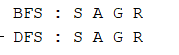 BFS : S A G R
- DFS : S A G R